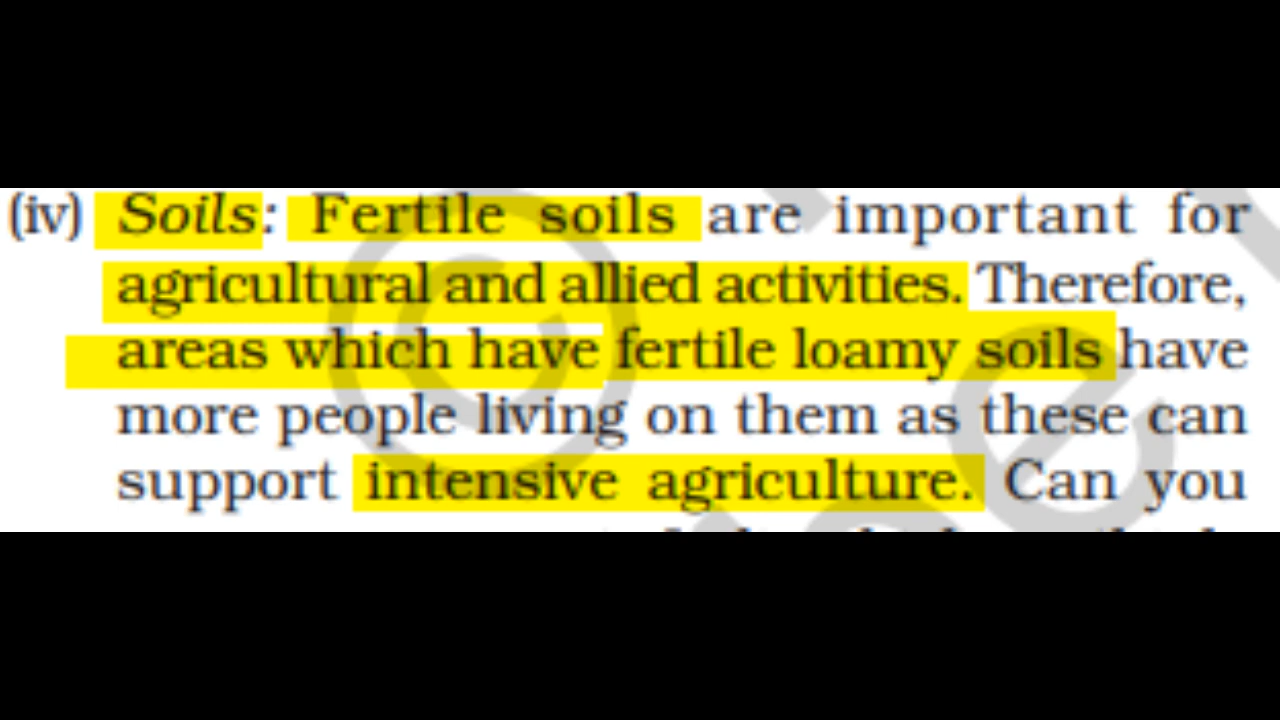 (iv) Soils: Fertile soils are important for
agricultural and allied activities. Therefore,
areas which have fertile loamy soils have
more people living on them as these can
support intensive agriculture. Can you